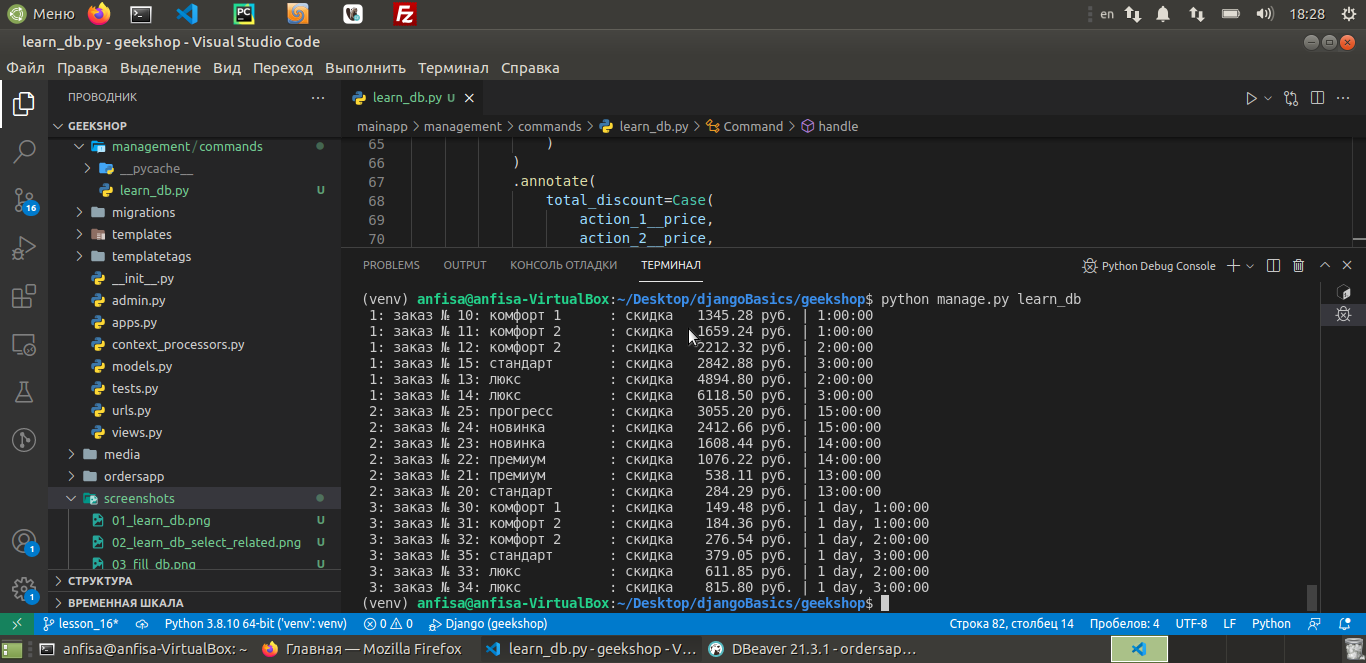 Меню
en
18:28
learn_db.py - geekshop - Visual Studio Code
Файл Правка Выделение Вид Переход Выполнить Терминал Справка
ПРОВОДНИК
GEEKSHOP
management / commands
__pycache__
learn_db.py U
migrations
templates
templatetags
__init__.py
admin.py
apps.py
context_processors.py
models.py
tests.py
urls.py
views.py
media
ordersapp
screenshots
01_learn_db.png U
02_learn_db_select_related.png U
03_fill_db.png U
СТРУКТУРА
ВРЕМЕННАЯ ШКАЛА
16
1
1
learn_db.py U
mainapp > management > commands > learn_db.py > Command > handle
65 )
66 )
67 .annotate(
68 total_discount=Case(
69 action_1__price,
70 action_2__price,
PROBLEMS OUTPUT КОНСОЛЬ ОТЛАДКИ ТЕРМИНАЛ
Python Debug Console
(venv) anfisa@anfisa-VirtualBox:~/Desktop/djangoBasics/geekshop$ python manage.py learn_db
1: заказ № 10: комфорт 1 : скидка 1345.28 руб. | 1:00:00
1: заказ № 11: комфорт 2 : скидка 1659.24 руб. | 1:00:00
1: заказ № 12: комфорт 2 : скидка 2212.32 руб. | 2:00:00
1: заказ № 15: стандарт : скидка 2842.88 руб. | 3:00:00
1: заказ № 13: люкс : скидка 4894.80 руб. | 2:00:00
1: заказ № 14: люкс : скидка 6118.50 руб. | 3:00:00
2: заказ № 25: прогресс : скидка 3055.20 руб. | 15:00:00
2: заказ № 24: новинка : скидка 2412.66 руб. | 15:00:00
2: заказ № 23: новинка : скидка 1608.44 руб. | 14:00:00
2: заказ № 22: премиум : скидка 1076.22 руб. | 14:00:00
2: заказ № 21: премиум : скидка 538.11 руб. | 13:00:00
2: заказ № 20: стандарт : скидка 284.29 руб. | 13:00:00
3: заказ № 30: комфорт 1 : скидка 149.48 руб. | 1 day, 1:00:00
3: заказ № 31: комфорт 2 : скидка 184.36 руб. | 1 day, 1:00:00
3: заказ № 32: комфорт 2 : скидка 276.54 руб. | 1 day, 2:00:00
3: заказ № 35: стандарт : скидка 379.05 руб. | 1 day, 3:00:00
3: заказ № 33: люкс : скидка 611.85 руб. | 1 day, 2:00:00
3: заказ № 34: люкс : скидка 815.80 руб. | 1 day, 3:00:00
(venv) anfisa@anfisa-VirtualBox:~/Desktop/djangoBasics/geekshop$
lesson_16* Python 3.8.10 64-bit ('venv': venv) 0 0 Django (geekshop) Строка 82, столбец 14 Пробелов: 4 UTF-8 LF Python
anfisa@anfisa-VirtualBox: ~ Главная — Mozilla Firefox learn_db.py - geekshop - V... DBeaver 21.3.1 - ordersap...